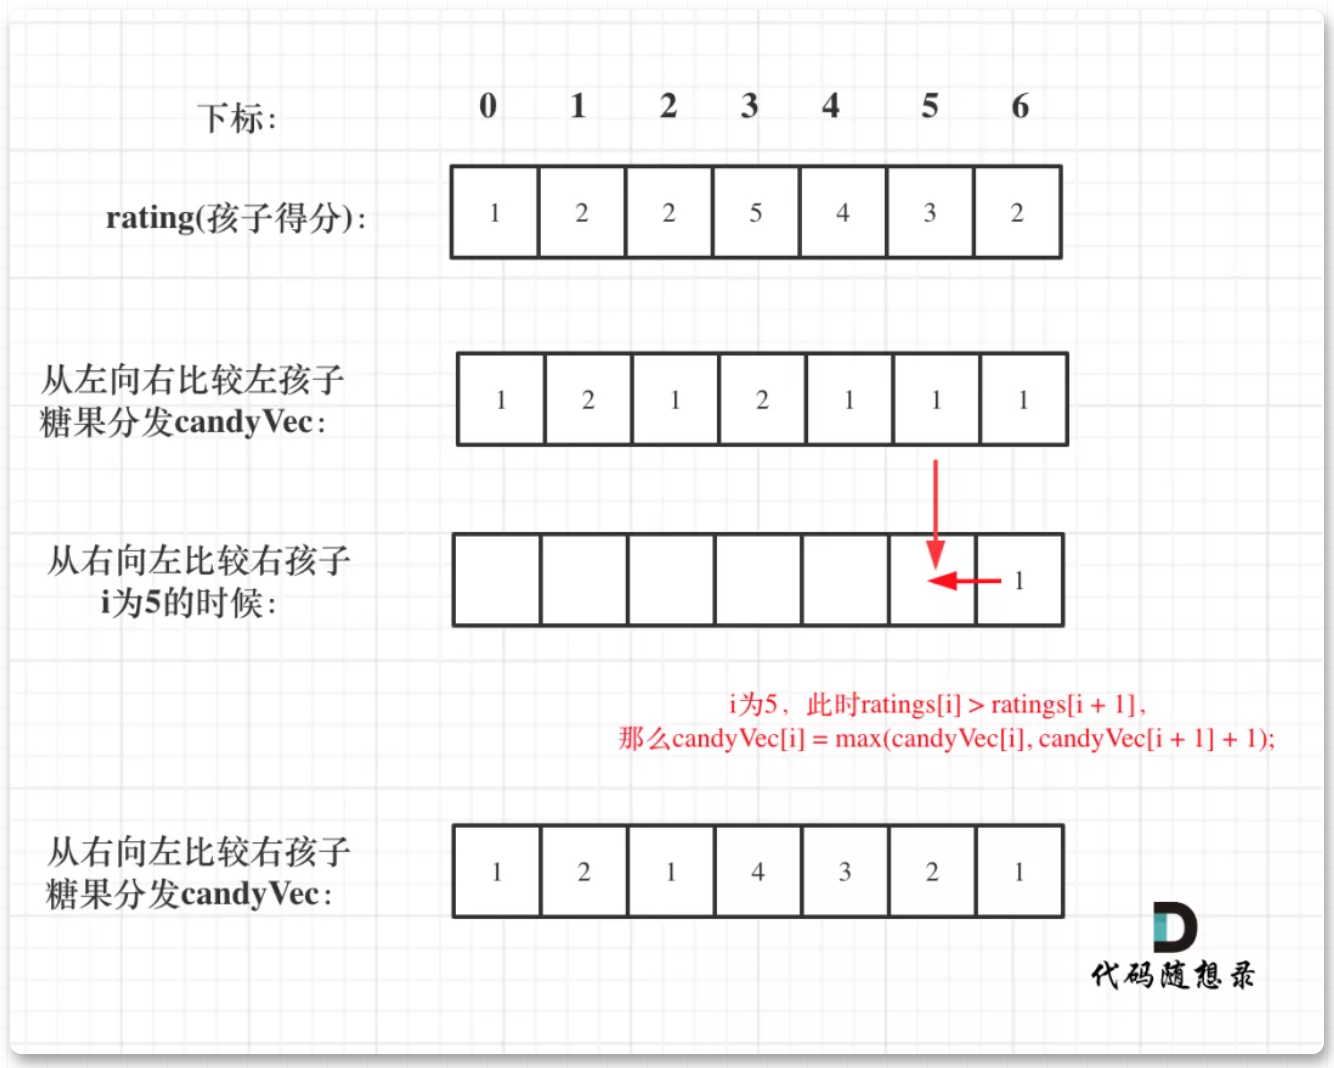 下标: 0 1 2 3 4 5 6
rating(孩子得分): 1 2 2 5 4 3 2
从左向右比较左孩子
糖果分发candyVec: 1 2 1 2 1 1 1
从右向左比较右孩子
i为5的时候: 1
i为5，此时ratings[i] > ratings[i + 1],
那么candyVec[i] = max(candyVec[i], candyVec[i + 1] + 1);
从右向左比较右孩子
糖果分发candyVec: 1 2 1 4 3 2 1
代码随想录